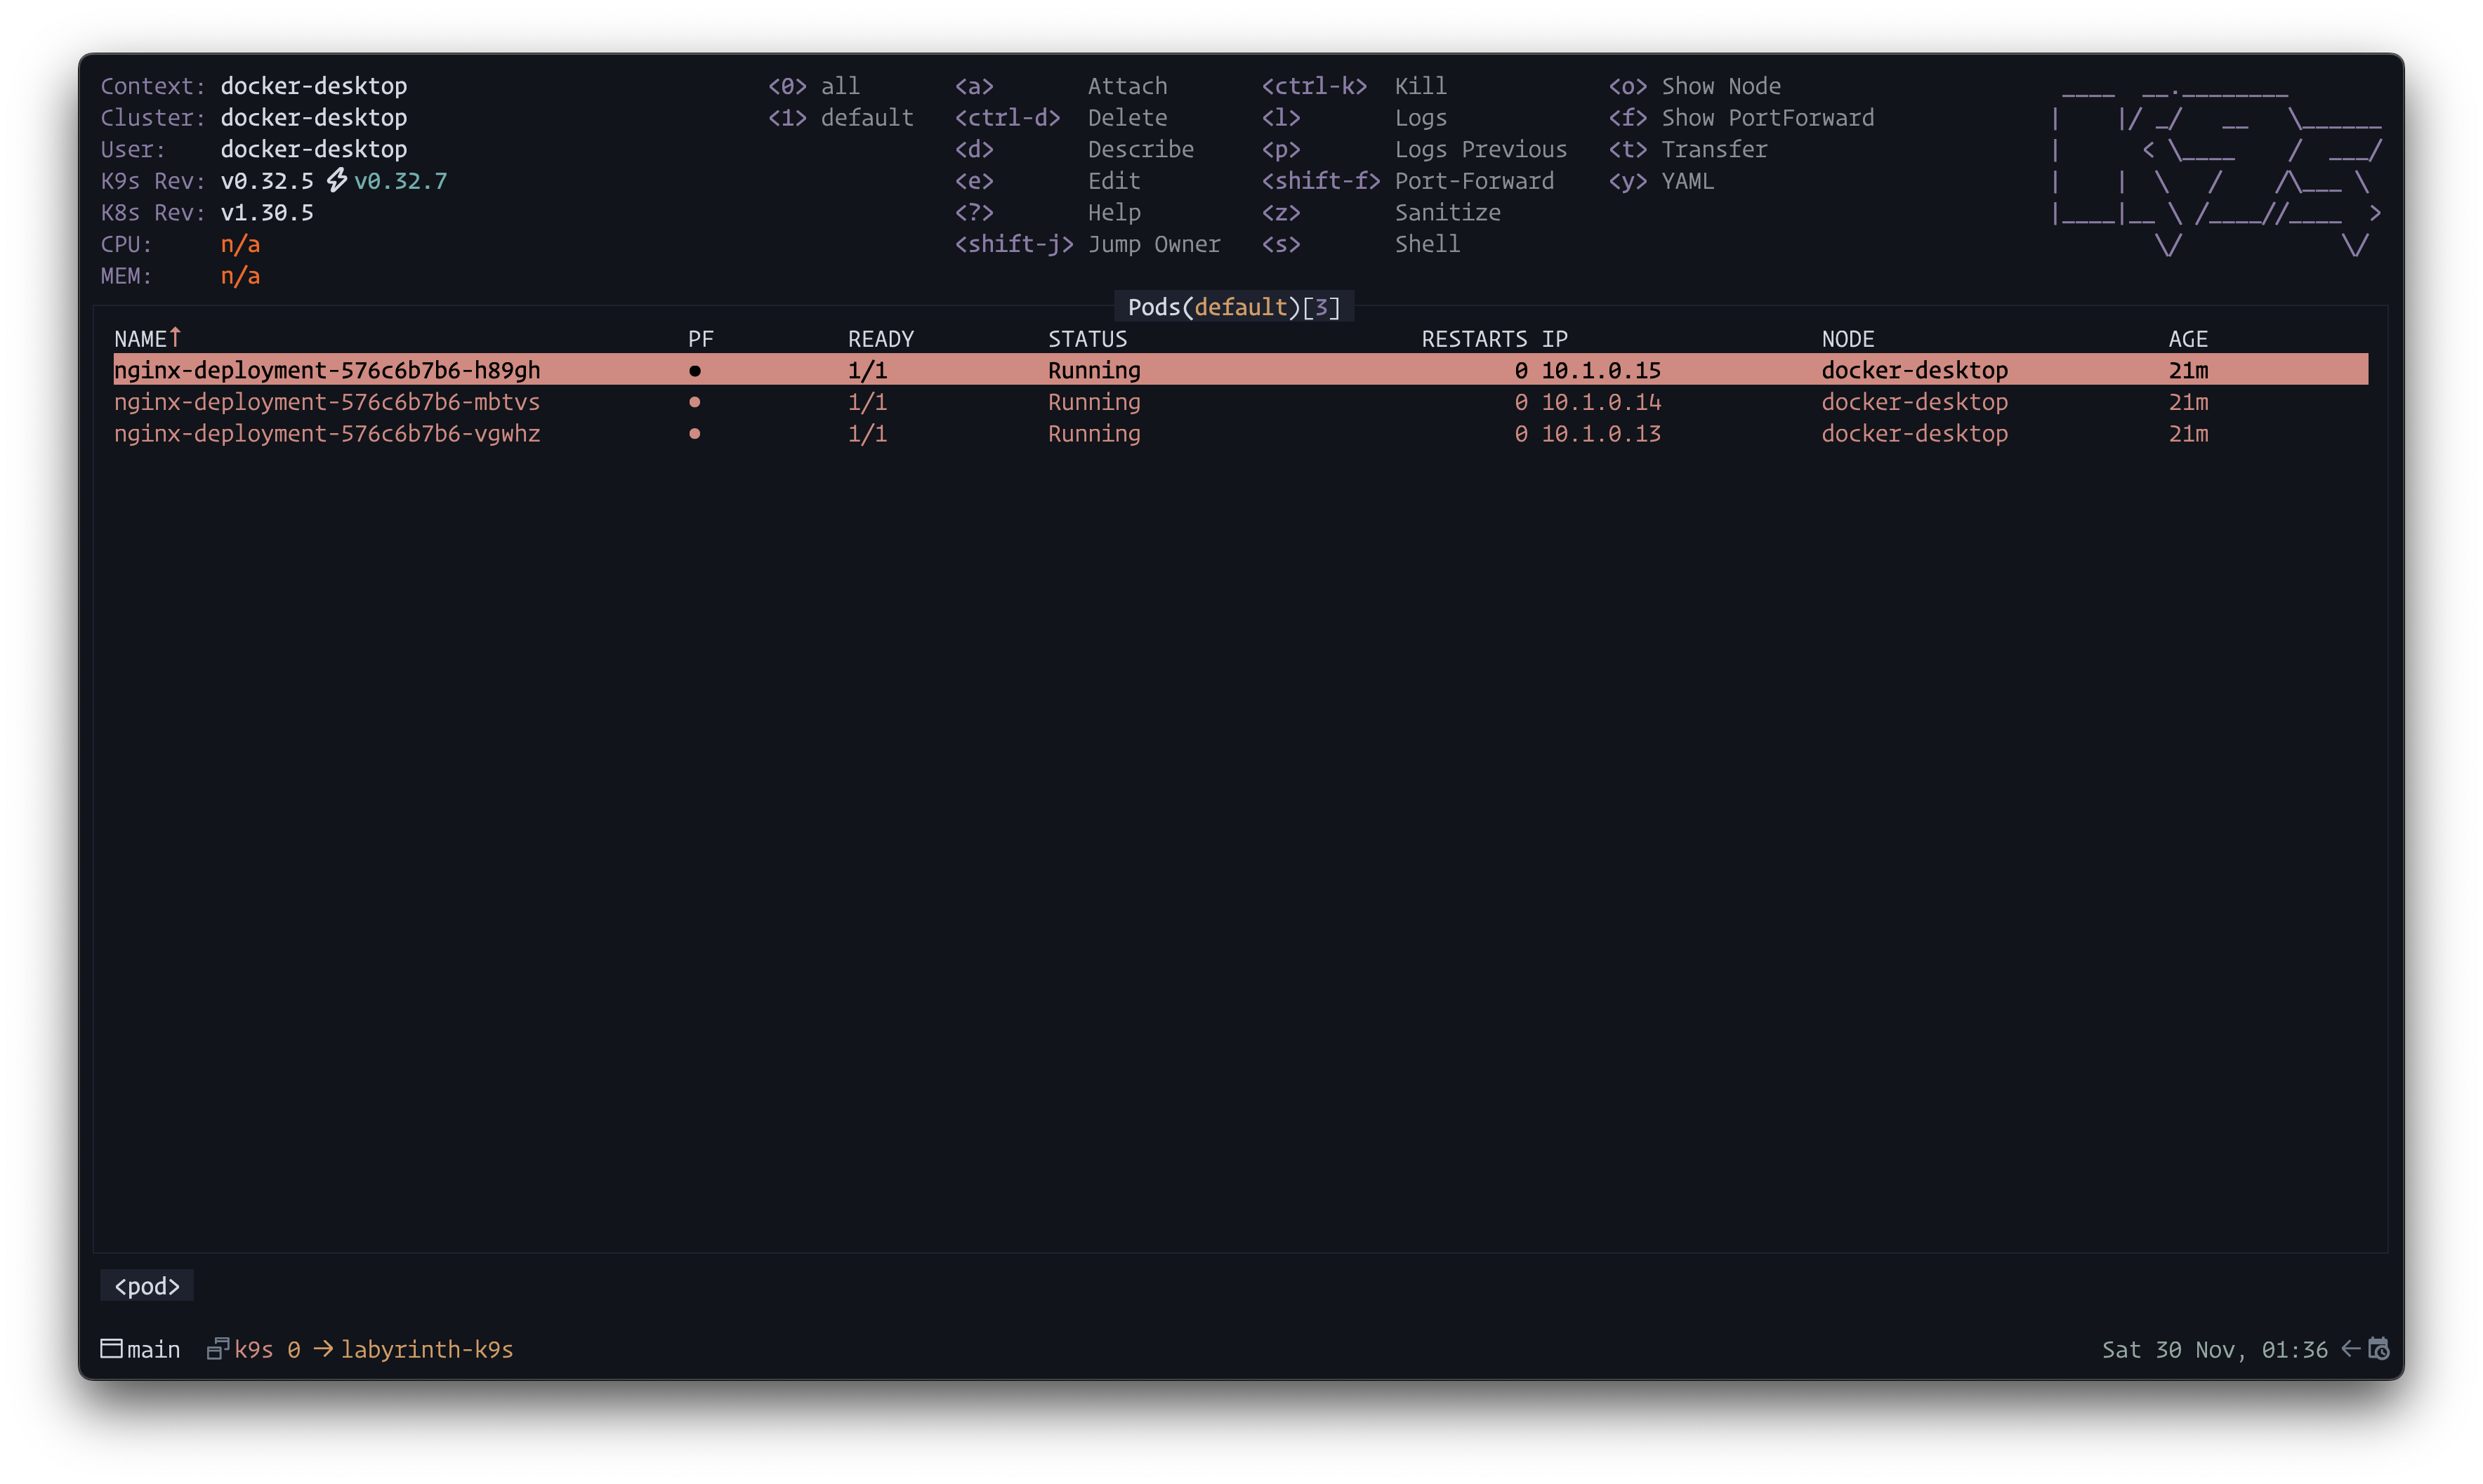 Context: docker-desktop <0> all <a> Attach <ctrl-k> Kill <o> Show Node
Cluster: docker-desktop <1> default <ctrl-d> Delete <l> Logs <f> Show PortForward
User: docker-desktop <d> Describe <p> Logs Previous <t> Transfer
K9s Rev: v0.32.5 ⚡v0.32.7 <e> Edit <shift-f> Port-Forward <y> YAML
K8s Rev: v1.30.5 <?> Help <z> Sanitize
CPU: n/a <shift-j> Jump Owner <s> Shell
MEM: n/a
Pods(default)[3]
NAME↑ PF READY STATUS RESTARTS IP NODE AGE
nginx-deployment-576c6b7b6-h89gh ● 1/1 Running 0 10.1.0.15 docker-desktop 21m
nginx-deployment-576c6b7b6-mbtvs ● 1/1 Running 0 10.1.0.14 docker-desktop 21m
nginx-deployment-576c6b7b6-vgwhz ● 1/1 Running 0 10.1.0.13 docker-desktop 21m
<pod>
main k9s 0 → labyrinth-k9s Sat 30 Nov, 01:36 ←